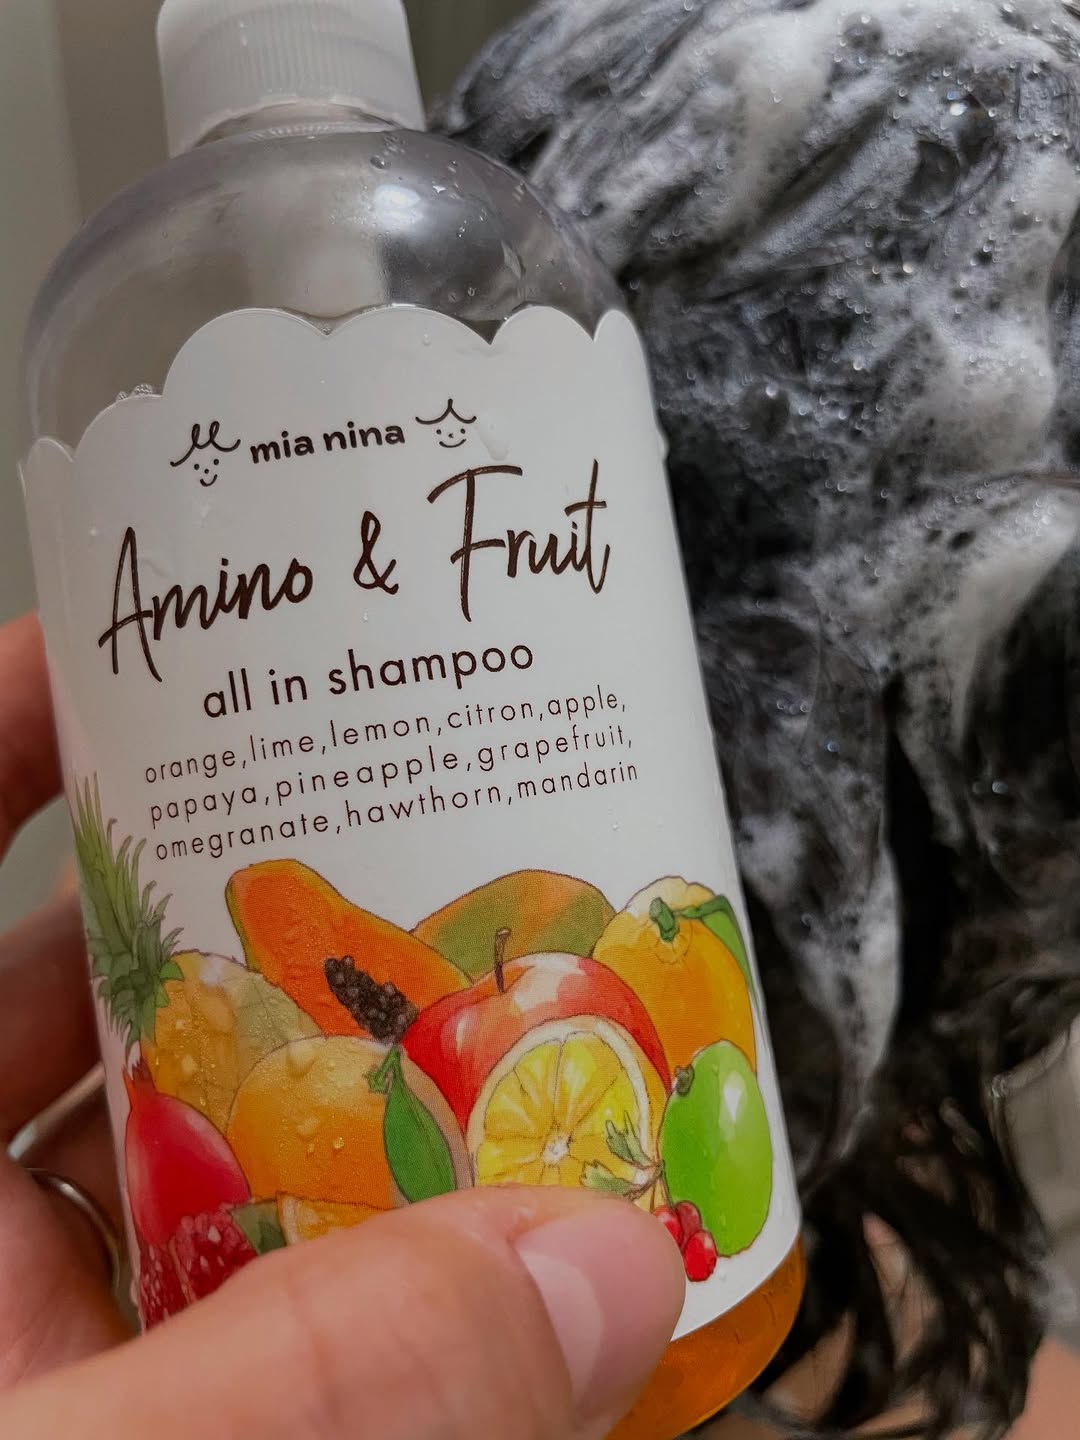 mia nina
Amino & Fruit
all in shampoo
orange,lime,lemon,citron,apple,
papaya,pineapple,grapefruit,
omegranate,hawthorn,mandarin